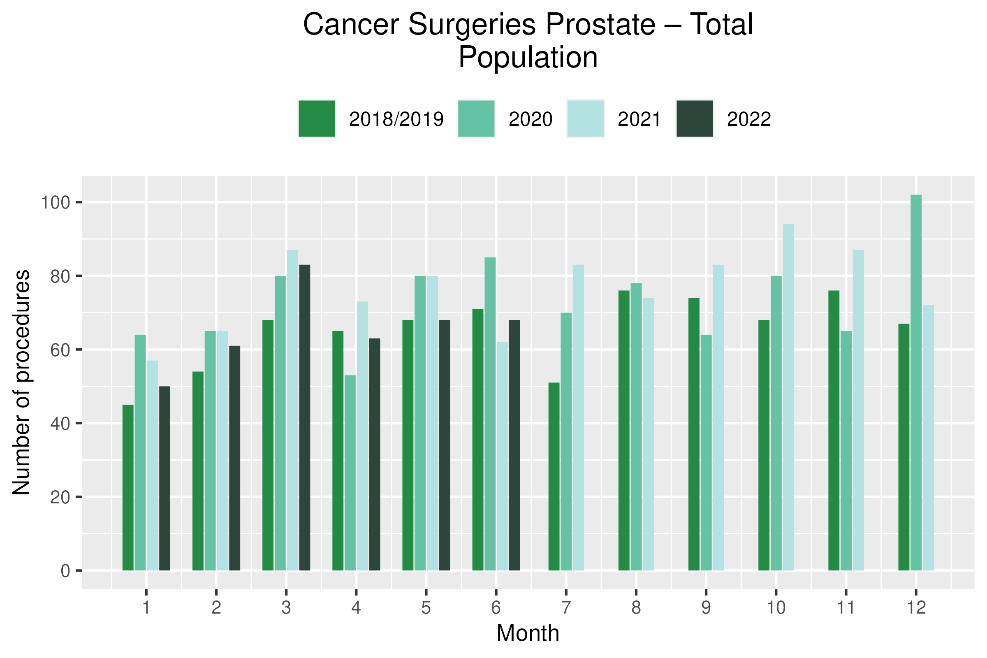 Cancer Surgeries Prostate – Total
Population
2018/2019 2020 2021 2022
Number of procedures
100
80
60
40
20
0
1 2 3 4 5 6 7 8 9 10 11 12
Month